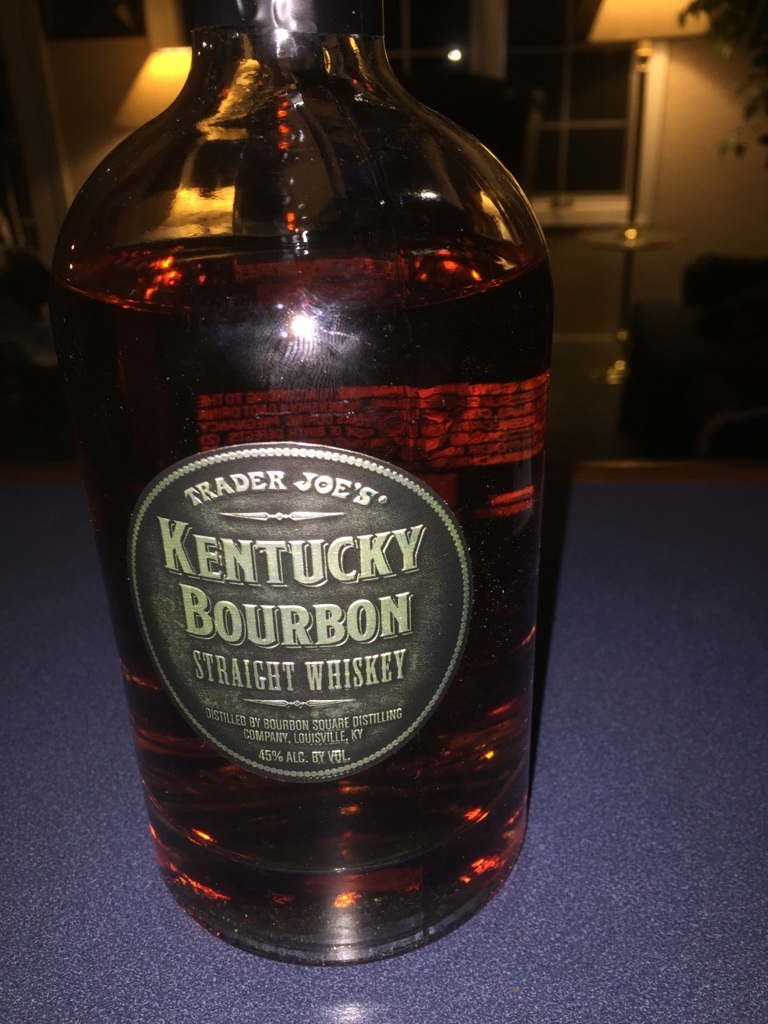 TRADER JOE'S®
KENTUCKY
BOURBON
STRAIGHT WHISKEY
DISTILLED BY BOURBON SQUARE DISTILLING
COMPANY, LOUISVILLE, KY
45% ALC. BY VOL.